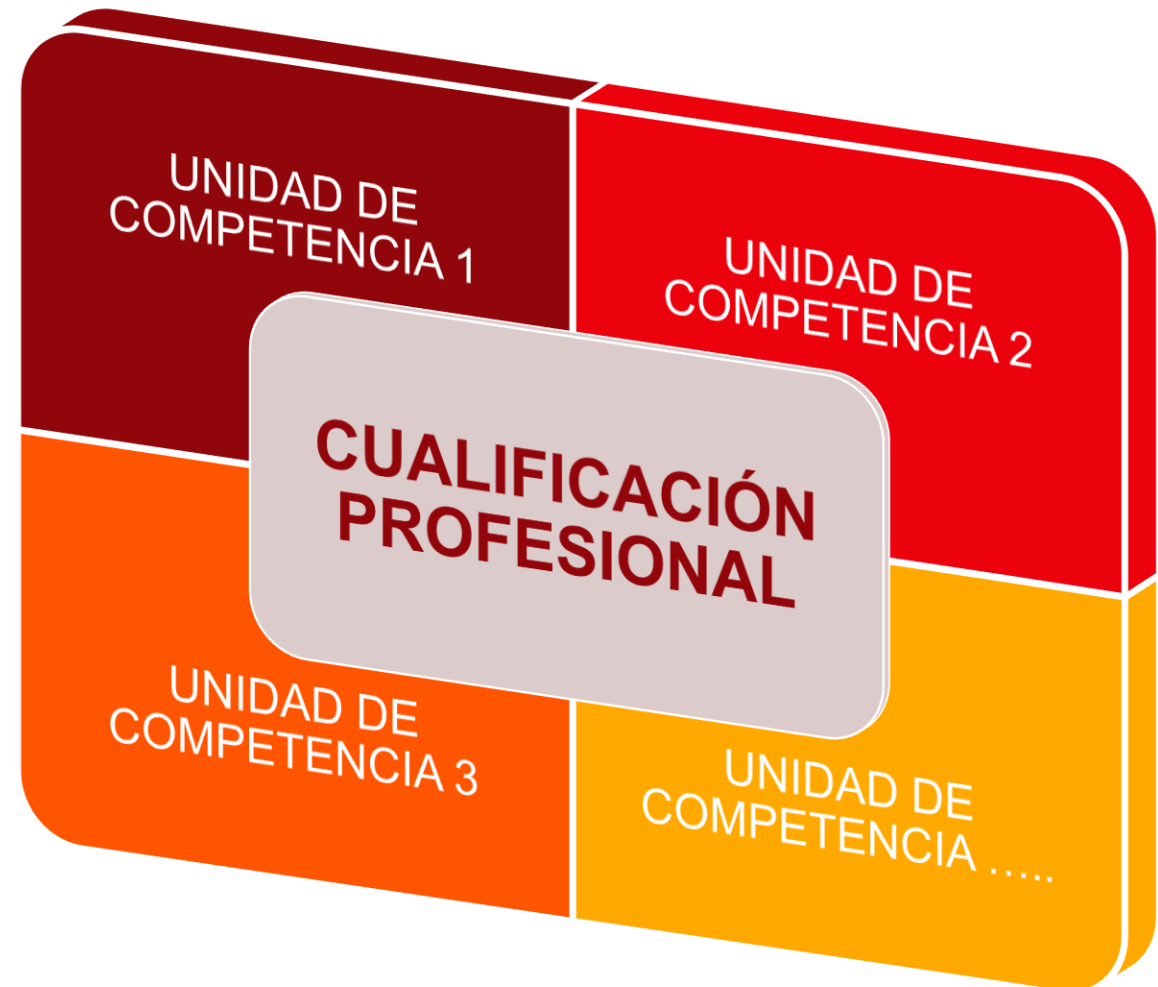 UNIDAD DE
COMPETENCIA 1
UNIDAD DE
COMPETENCIA 2
CUALIFICACIÓN
PROFESIONAL
UNIDAD DE
COMPETENCIA 3
UNIDAD DE
COMPETENCIA .....